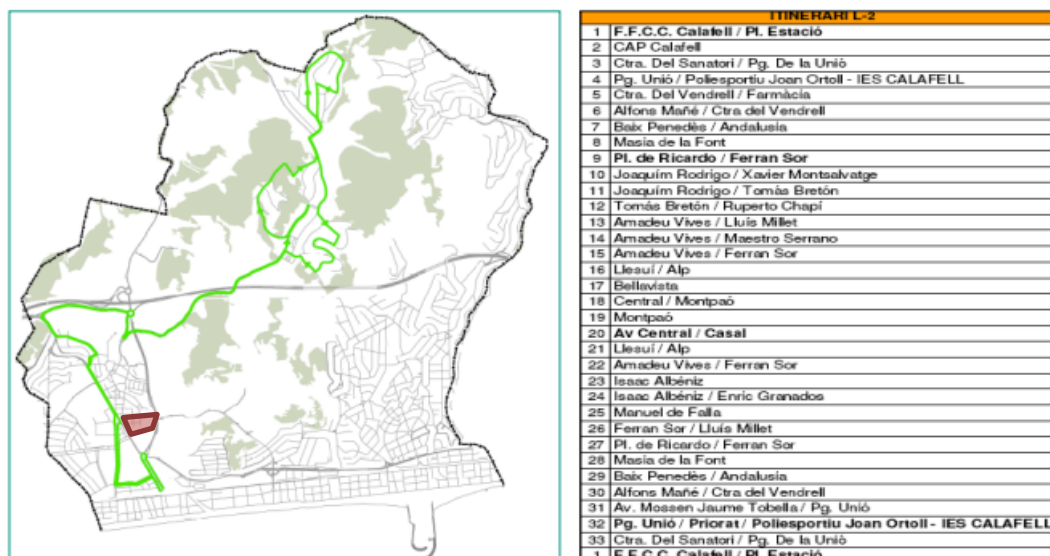 ITINERARI L-2
1 F.F.C.C. Calafell / Pl. Estació
2 CAP Calafell
3 Ctra. Del Sanatori / Pg. De la Unió
4 Pg. Unió / Poliesportiu Joan Ortoll - IES CALAFELL
5 Ctra. Del Vendrell / Farmàcia
6 Alfons Mañé / Ctra del Vendrell
7 Baix Penedès / Andalusia
8 Masia de la Font
9 Pl. de Ricardo / Ferran Sor
10 Joaquím Rodrigo / Xavier Montsalvatge
11 Joaquím Rodrigo / Tomás Bretón
12 Tomás Bretón / Ruperto Chapí
13 Amadeu Vives / Lluís Millet
14 Amadeu Vives / Maestro Serrano
15 Amadeu Vives / Ferran Sor
16 Llesuí / Alp
17 Bellavista
18 Central / Montpaó
19 Montpaó
20 Av Central / Casal
21 Llesuí / Alp
22 Amadeu Vives / Ferran Sor
23 Isaac Albéniz
24 Isaac Albéniz / Enric Granados
25 Manuel de Falla
26 Ferran Sor / Lluís Millet
27 Pl. de Ricardo / Ferran Sor
28 Masia de la Font
29 Baix Penedès / Andalusia
30 Alfons Mañé / Ctra del Vendrell
31 Av. Mossen Jaume Tobella / Pg. Unió
32 Pg. Unió / Priorat / Poliesportiu Joan Ortoll - IES CALAFELL
33 Ctra. Del Sanatori / Pg. De la Unió
1 F.F.C.C. Calafell / Pl. Estació